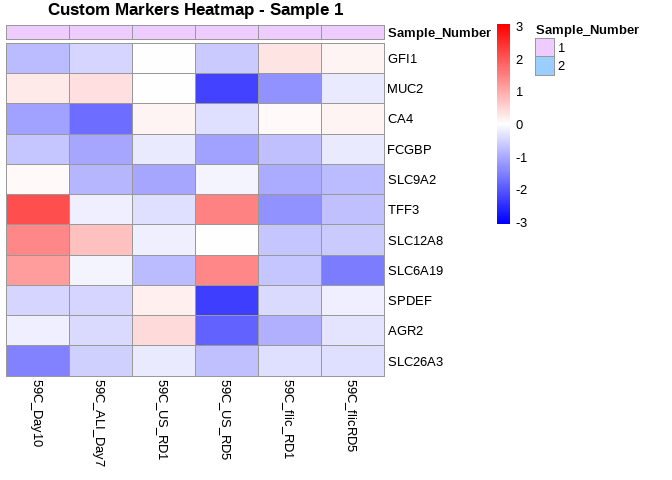 Custom Markers Heatmap - Sample 1
Sample_Number
GFI1
MUC2
CA4
FCGBP
SLC9A2
TFF3
SLC12A8
SLC6A19
SPDEF
AGR2
SLC26A3
59C_Day10
59C_ALI_Day7
59C_US_RD1
59C_US_RD5
59C_flic_RD1
59C_flicRD5
3
2
1
0
-1
-2
-3
Sample_Number
1
2